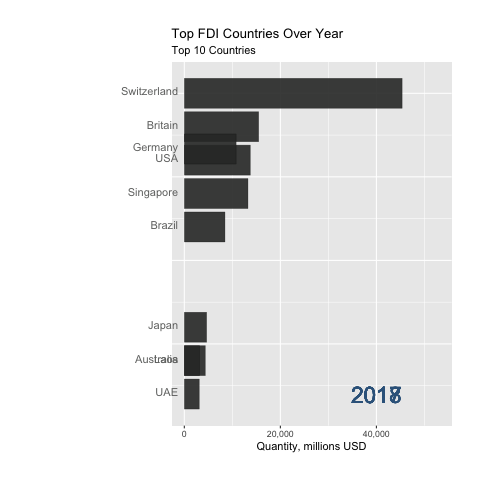 Top FDI Countries Over Year
Top 10 Countries
Switzerland
Britain
Germany
USA
Singapore
Brazil
Japan
Australia
UAE
0
20,000
40,000
Quantity, millions USD